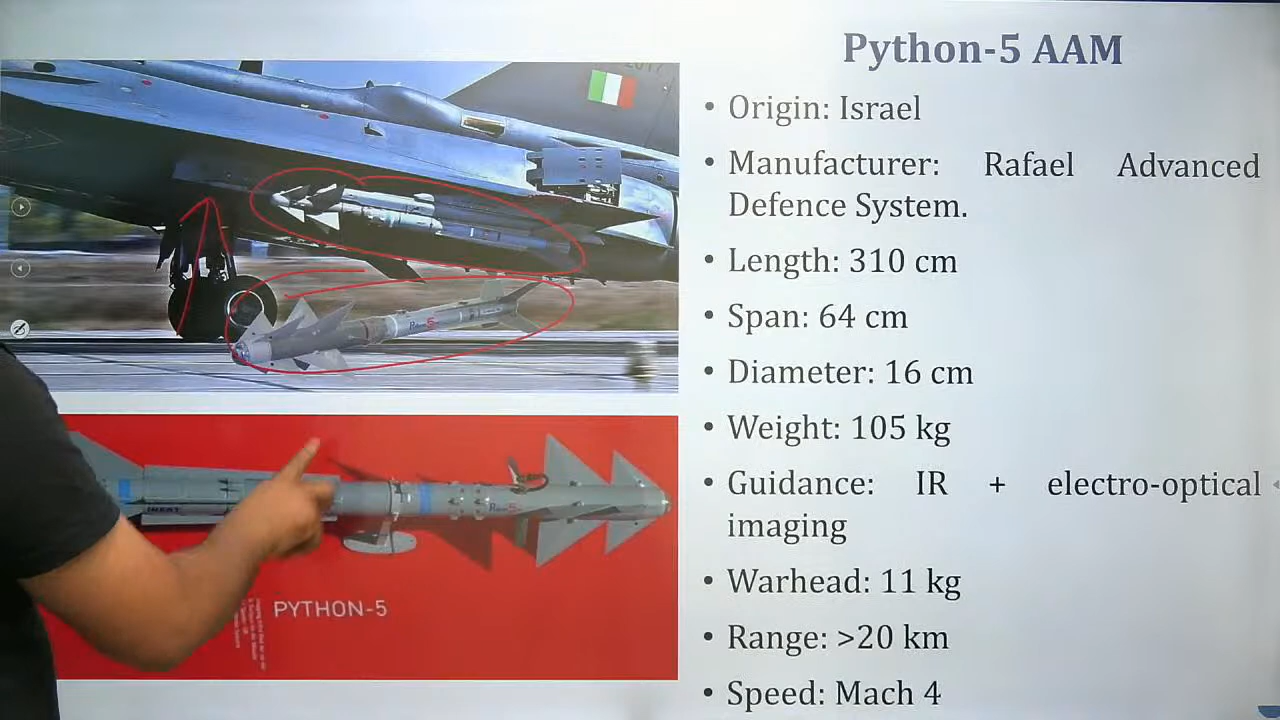 Python-5 AAM
• Origin: Israel
• Manufacturer: Rafael Advanced
Defence System.
• Length: 310 cm
• Span: 64 cm
• Diameter: 16 cm
• Weight: 105 kg
• Guidance: IR + electro-optical
imaging
• Warhead: 11 kg
• Range: >20 km
• Speed: Mach 4
INERT
PYTHON-5